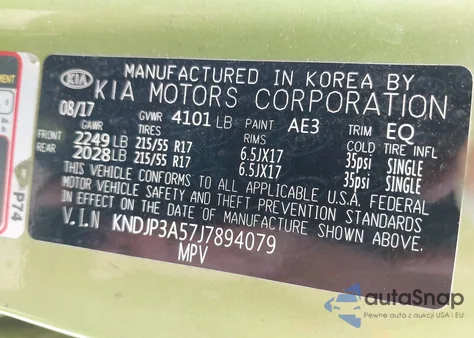 MANUFACTURED IN KOREA BY
KIA KIA MOTORS CORPORATION
08/17 GVWR 4101 LB PAINT AE3 TRIM EQ
GAWR TIRES RIMS COLD TIRE INFL
FRONT 2249 LB 215/55 R17 6.5JX17 35psi SINGLE
REAR 2028 LB 215/55 R17 6.5JX17 35psi SINGLE
THIS VEHICLE CONFORMS TO ALL APPLICABLE U.S.A. FEDERAL
MOTOR VEHICLE SAFETY AND THEFT PREVENTION STANDARDS
IN EFFECT ON THE DATE OF MANUFACTURE SHOWN ABOVE.
V.I.N KNDJP3A57J7894079
MPV
P74
autaSnap
Pewne auto z aukcji USA i EU